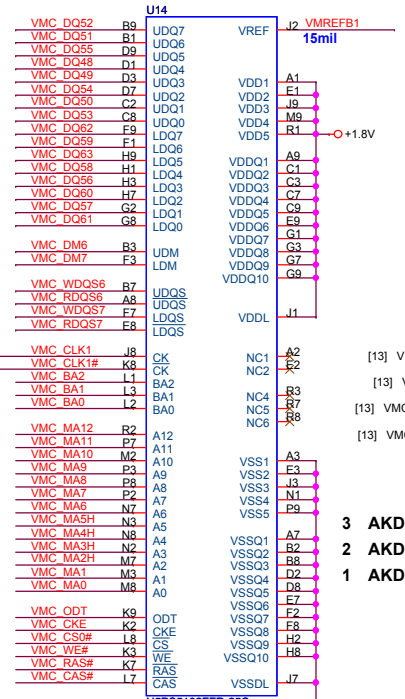 U14
VMC_DQ52 B9 UDQ7 VREF J2 VMREFB1
VMC_DQ51 B1 UDQ6 15mil
VMC_DQ55 D9 UDQ5
VMC_DQ48 D1 UDQ4
VMC_DQ49 D3 UDQ3 VDD1 A1
VMC_DQ54 D7 UDQ2 VDD2 E1
VMC_DQ50 C2 UDQ1 VDD3 J9
VMC_DQ53 C8 UDQ0 VDD4 M9
VMC_DQ62 F9 LDQ7 VDD5 R1 +1.8V
VMC_DQ59 F1 LDQ6
VMC_DQ63 H9 LDQ5 VDDQ1 A9
VMC_DQ58 H1 LDQ4 VDDQ2 C1
VMC_DQ56 H3 LDQ3 VDDQ3 C3
VMC_DQ60 H7 LDQ2 VDDQ4 C7
VMC_DQ57 G2 LDQ1 VDDQ5 C9
VMC_DQ61 G8 LDQ0 VDDQ6 E9
VDDQ7 G1
VMC_DM6 B3 UDM VDDQ8 G3
VMC_DM7 F3 LDM VDDQ9 G7
VDDQ10 G9
VMC_WDQS6 B7 UDQS
VMC_RDQS6 A8 UDQS
VMC_WDQS7 F7 LDQS VDDL J1
VMC_RDQS7 E8 LDQS
VMC_CLK1 J8 CK NC1 A2 [13] V
VMC_CLK1# K8 CK NC2 E2
VMC_BA2 L1 BA2 [13] V
VMC_BA1 L3 BA1 NC4 R3
VMC_BA0 L2 BA0 NC5 R7 [13] VMC
NC6 R8
VMC_MA12 R2 A12 [13] VMC
VMC_MA11 P7 A11
VMC_MA10 M2 A10 VSS1 A3
VMC_MA9 P3 A9 VSS2 E3
VMC_MA8 P8 A8 VSS3 J3
VMC_MA7 P2 A7 VSS4 N1
VMC_MA6 N7 A6 VSS5 P9
VMC_MA5H N3 A5 3 AKD
VMC_MA4H N8 A4 VSSQ1 A7
VMC_MA3H N2 A3 VSSQ2 B2 2 AKD
VMC_MA2H M7 A2 VSSQ3 B8
VMC_MA1 M3 A1 VSSQ4 D2 1 AKD
VMC_MA0 M8 A0 VSSQ5 D8
VSSQ6 E7
VMC_ODT K9 ODT VSSQ7 F2
VMC_CKE K2 CKE VSSQ8 F8
VMC_CS0# L8 CS VSSQ9 H2
VMC_WE# K3 WE VSSQ10 H8
VMC_RAS# K7 RAS
VMC_CAS# L7 CAS VSSDL J7